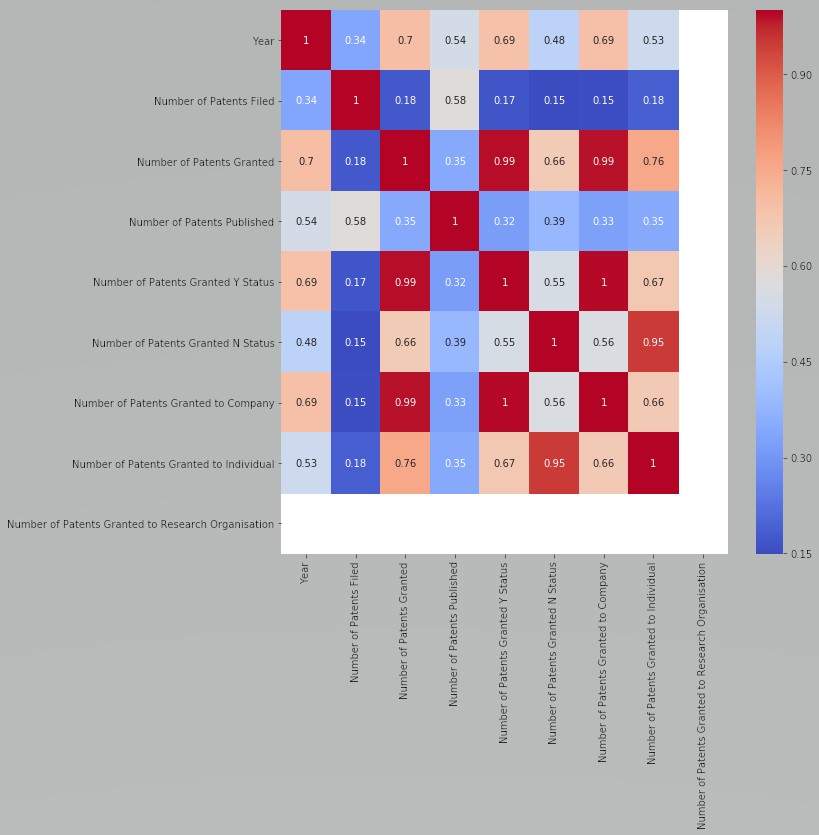 Year 1 0.34 0.7 0.54 0.69 0.48 0.69 0.53
Number of Patents Filed 0.34 1 0.18 0.58 0.17 0.15 0.15 0.18
Number of Patents Granted 0.7 0.18 1 0.35 0.99 0.66 0.99 0.76
Number of Patents Published 0.54 0.58 0.35 1 0.32 0.39 0.33 0.35
Number of Patents Granted Y Status 0.69 0.17 0.99 0.32 1 0.55 1 0.67
Number of Patents Granted N Status 0.48 0.15 0.66 0.39 0.55 1 0.56 0.95
Number of Patents Granted to Company 0.69 0.15 0.99 0.33 1 0.56 1 0.66
Number of Patents Granted to Individual 0.53 0.18 0.76 0.35 0.67 0.95 0.66 1
Number of Patents Granted to Research Organisation
Year
Number of Patents Filed
Number of Patents Granted
Number of Patents Published
Number of Patents Granted Y Status
Number of Patents Granted N Status
Number of Patents Granted to Company
Number of Patents Granted to Individual
Number of Patents Granted to Research Organisation
0.90
0.75
0.60
0.45
0.30
0.15